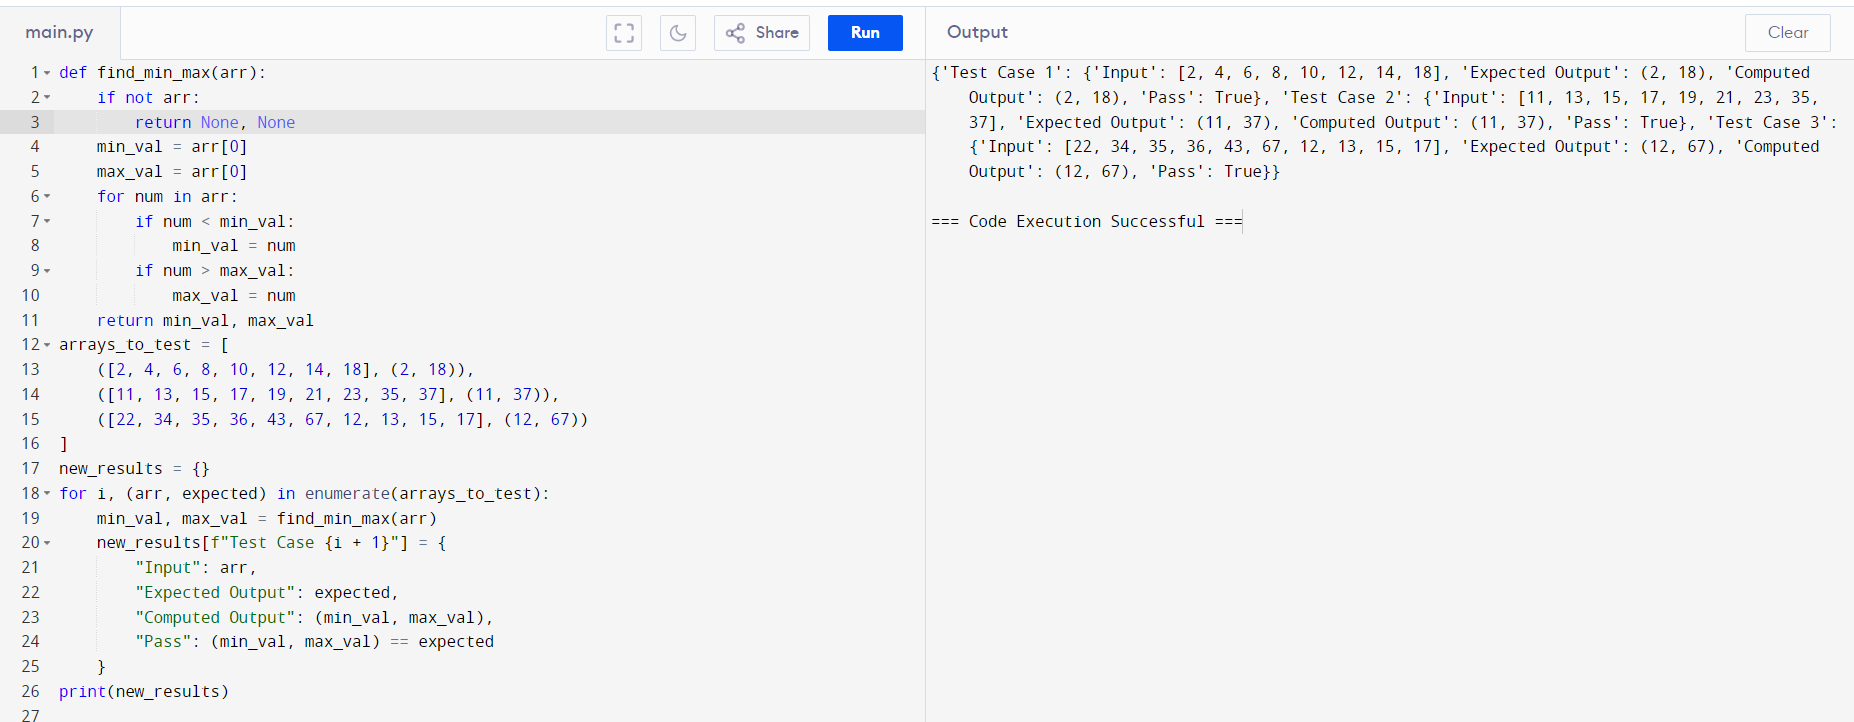 main.py
Share
Run
Output
Clear
1 def find_min_max(arr):
2     if not arr:
3         return None, None
4     min_val = arr[0]
5     max_val = arr[0]
6     for num in arr:
7         if num < min_val:
8             min_val = num
9         if num > max_val:
10             max_val = num
11     return min_val, max_val
12 arrays_to_test = [
13     ([2, 4, 6, 8, 10, 12, 14, 18], (2, 18)),
14     ([11, 13, 15, 17, 19, 21, 23, 35, 37], (11, 37)),
15     ([22, 34, 35, 36, 43, 67, 12, 13, 15, 17], (12, 67))
16 ]
17 new_results = {}
18 for i, (arr, expected) in enumerate(arrays_to_test):
19     min_val, max_val = find_min_max(arr)
20     new_results[f"Test Case {i + 1}"] = {
21         "Input": arr,
22         "Expected Output": expected,
23         "Computed Output": (min_val, max_val),
24         "Pass": (min_val, max_val) == expected
25     }
26 print(new_results)
27
{'Test Case 1': {'Input': [2, 4, 6, 8, 10, 12, 14, 18], 'Expected Output': (2, 18), 'Computed
Output': (2, 18), 'Pass': True}, 'Test Case 2': {'Input': [11, 13, 15, 17, 19, 21, 23, 35,
37], 'Expected Output': (11, 37), 'Computed Output': (11, 37), 'Pass': True}, 'Test Case 3':
{'Input': [22, 34, 35, 36, 43, 67, 12, 13, 15, 17], 'Expected Output': (12, 67), 'Computed
Output': (12, 67), 'Pass': True}}
=== Code Execution Successful ===